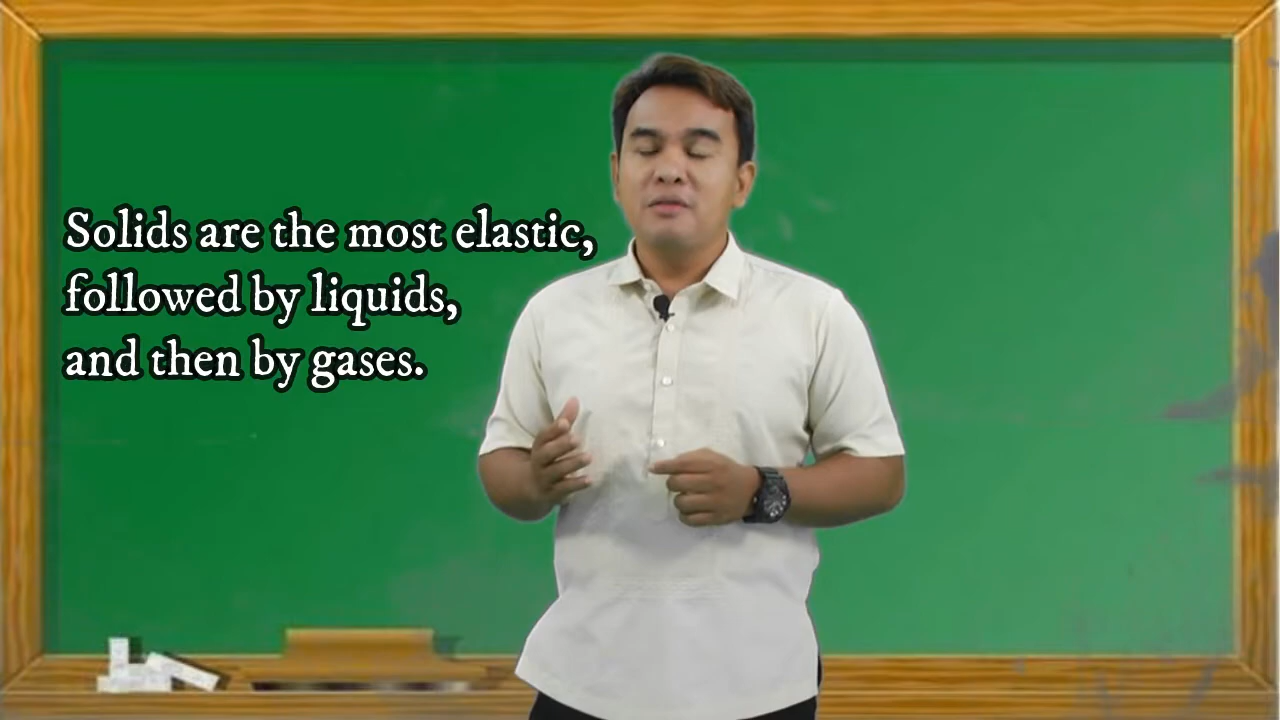 Solids are the most elastic,
followed by liquids,
and then by gases.